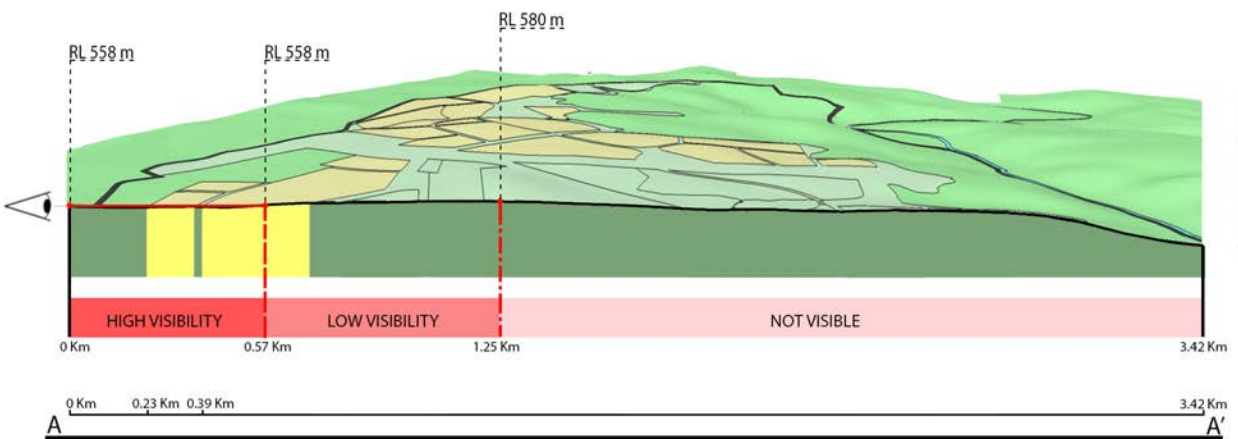 RL 580 m
RL 558 m
RL 558 m
HIGH VISIBILITY
LOW VISIBILITY
NOT VISIBLE
0 Km
0.57 Km
1.25 Km
3.42 Km
0 Km
0.23 Km
0.39 Km
3.42 Km
A
A'